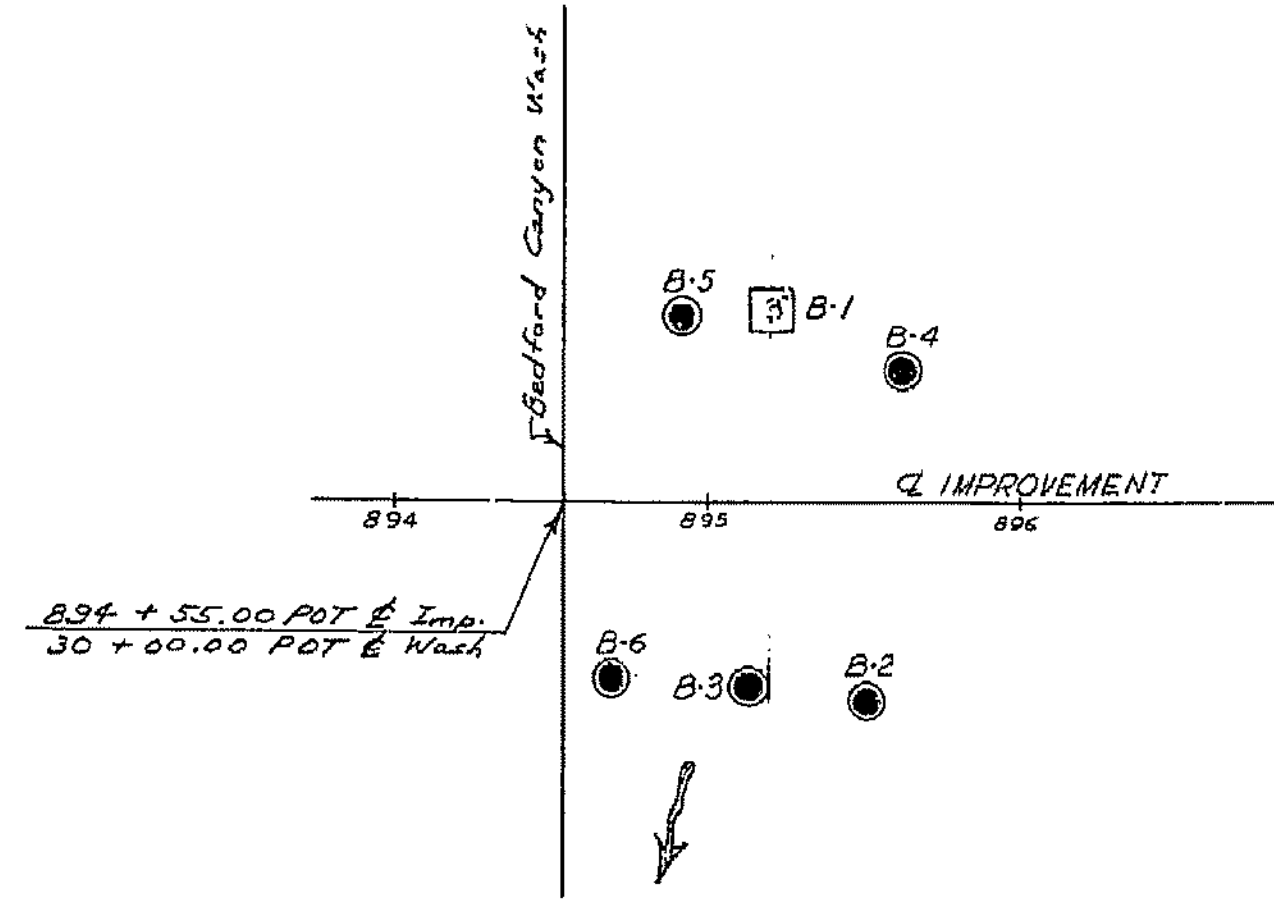 Bedford Canyon Wash
B-5
B-1
B-4
℄ IMPROVEMENT
894
895
896
894 + 55.00 POT ℄ Imp.
30 + 00.00 POT ℄ Wash
B-6
B-3
B-2